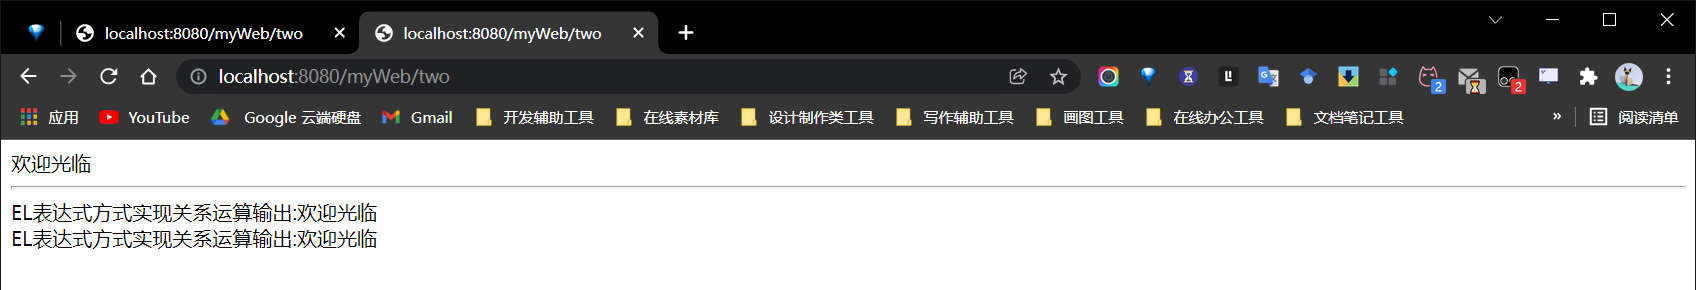 localhost:8080/myWeb/two
localhost:8080/myWeb/two
localhost:8080/myWeb/two
2
2
应用 YouTube Google 云端硬盘 Gmail 开发辅助工具 在线素材库 设计制作类工具 写作辅助工具 画图工具 在线办公工具 文档笔记工具 » 阅读清单
欢迎光临
EL表达式方式实现关系运算输出:欢迎光临
EL表达式方式实现关系运算输出:欢迎光临